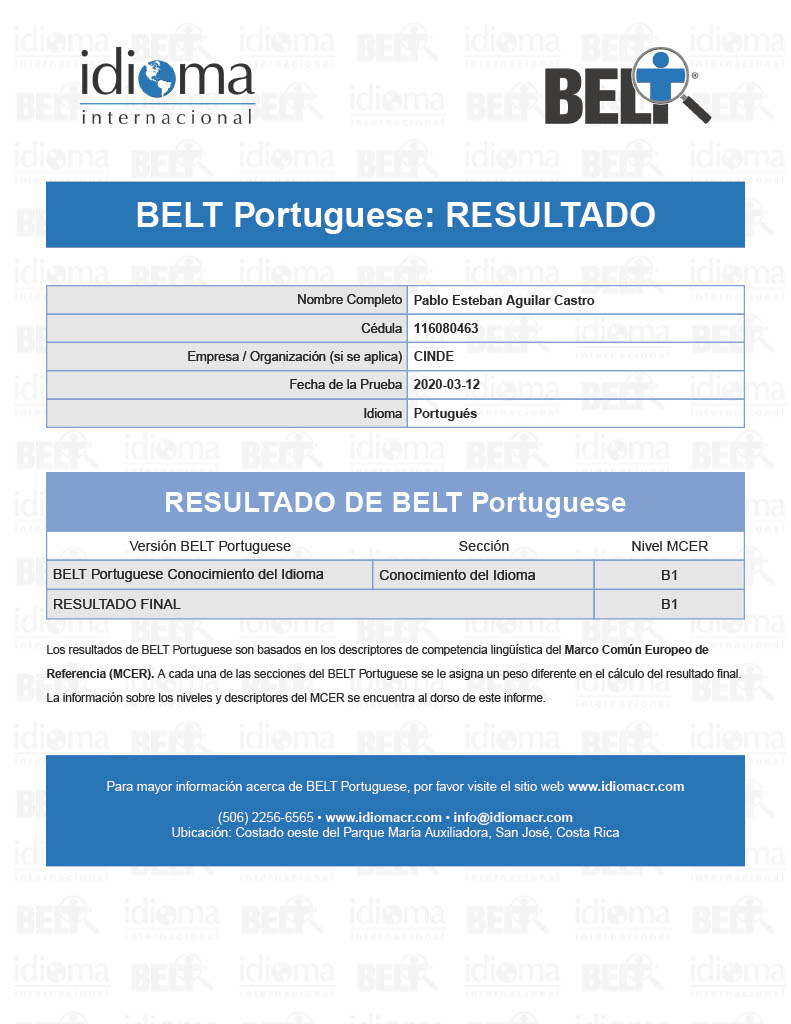 idioma
internacional
BELT®
BELT Portuguese: RESULTADO
Nombre Completo Pablo Esteban Aguilar Castro
Cédula 116080463
Empresa / Organización (si se aplica) CINDE
Fecha de la Prueba 2020-03-12
Idioma Portugués
RESULTADO DE BELT Portuguese
Versión BELT Portuguese Sección Nivel MCER
BELT Portuguese Conocimiento del Idioma Conocimiento del Idioma B1
RESULTADO FINAL B1
Los resultados de BELT Portuguese son basados en los descriptores de competencia lingüística del Marco Común Europeo de
Referencia (MCER). A cada una de las secciones del BELT Portuguese se le asigna un peso diferente en el cálculo del resultado final.
La información sobre los niveles y descriptores del MCER se encuentra al dorso de este informe.
Para mayor información acerca de BELT Portuguese, por favor visite el sitio web www.idiomacr.com
(506) 2256-6565 • www.idiomacr.com • info@idiomacr.com
Ubicación: Costado oeste del Parque María Auxiliadora, San José, Costa Rica